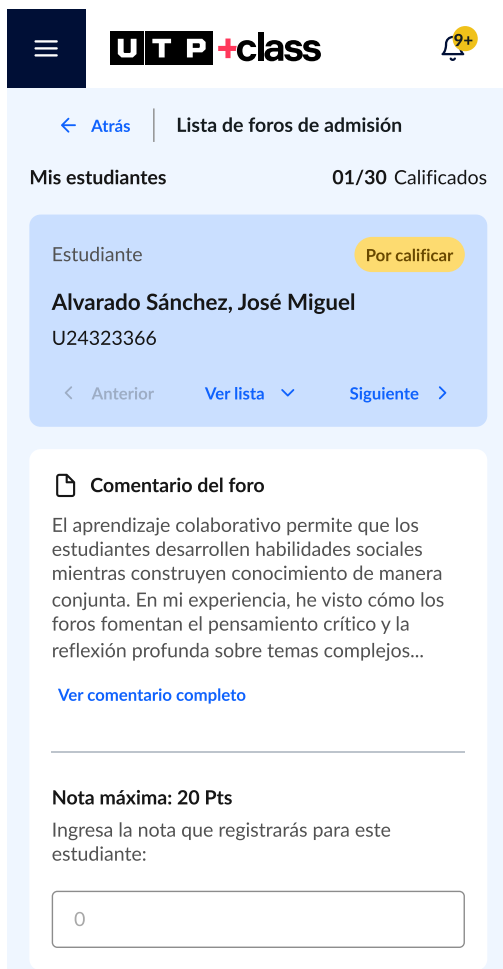 UTP+class
9+
Atrás
Lista de foros de admisión
Mis estudiantes
01/30 Calificados
Estudiante
Por calificar
Alvarado Sánchez, José Miguel
U24323366
Anterior
Ver lista
Siguiente
Comentario del foro
El aprendizaje colaborativo permite que los
estudiantes desarrollen habilidades sociales
mientras construyen conocimiento de manera
conjunta. En mi experiencia, he visto cómo los
foros fomentan el pensamiento crítico y la
reflexión profunda sobre temas complejos...
Ver comentario completo
Nota máxima: 20 Pts
Ingresa la nota que registrarás para este
estudiante:
0